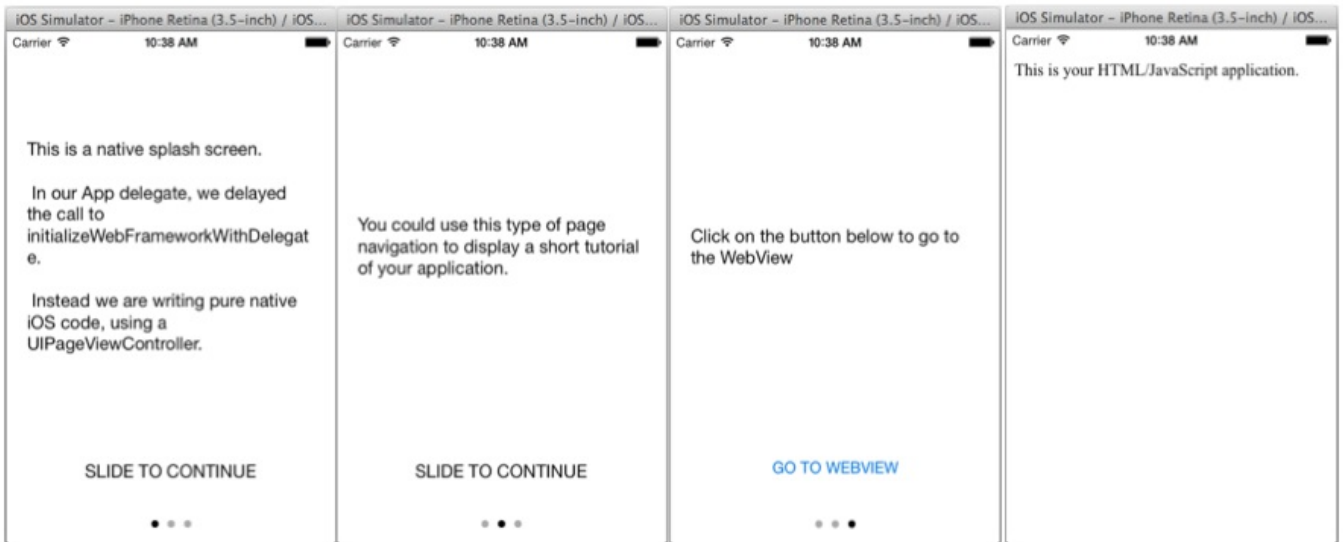 iOS Simulator – iPhone Retina (3.5-inch) / iOS...
Carrier 10:38 AM
This is a native splash screen.
In our App delegate, we delayed
the call to
initializeWebFrameworkWithDelegat
e.
Instead we are writing pure native
iOS code, using a
UIPageViewController.
SLIDE TO CONTINUE
iOS Simulator – iPhone Retina (3.5-inch) / iOS...
Carrier 10:38 AM
You could use this type of page
navigation to display a short tutorial
of your application.
SLIDE TO CONTINUE
iOS Simulator – iPhone Retina (3.5-inch) / iOS...
Carrier 10:38 AM
Click on the button below to go to
the WebView
GO TO WEBVIEW
iOS Simulator – iPhone Retina (3.5-inch) / iOS...
Carrier 10:38 AM
This is your HTML/JavaScript application.